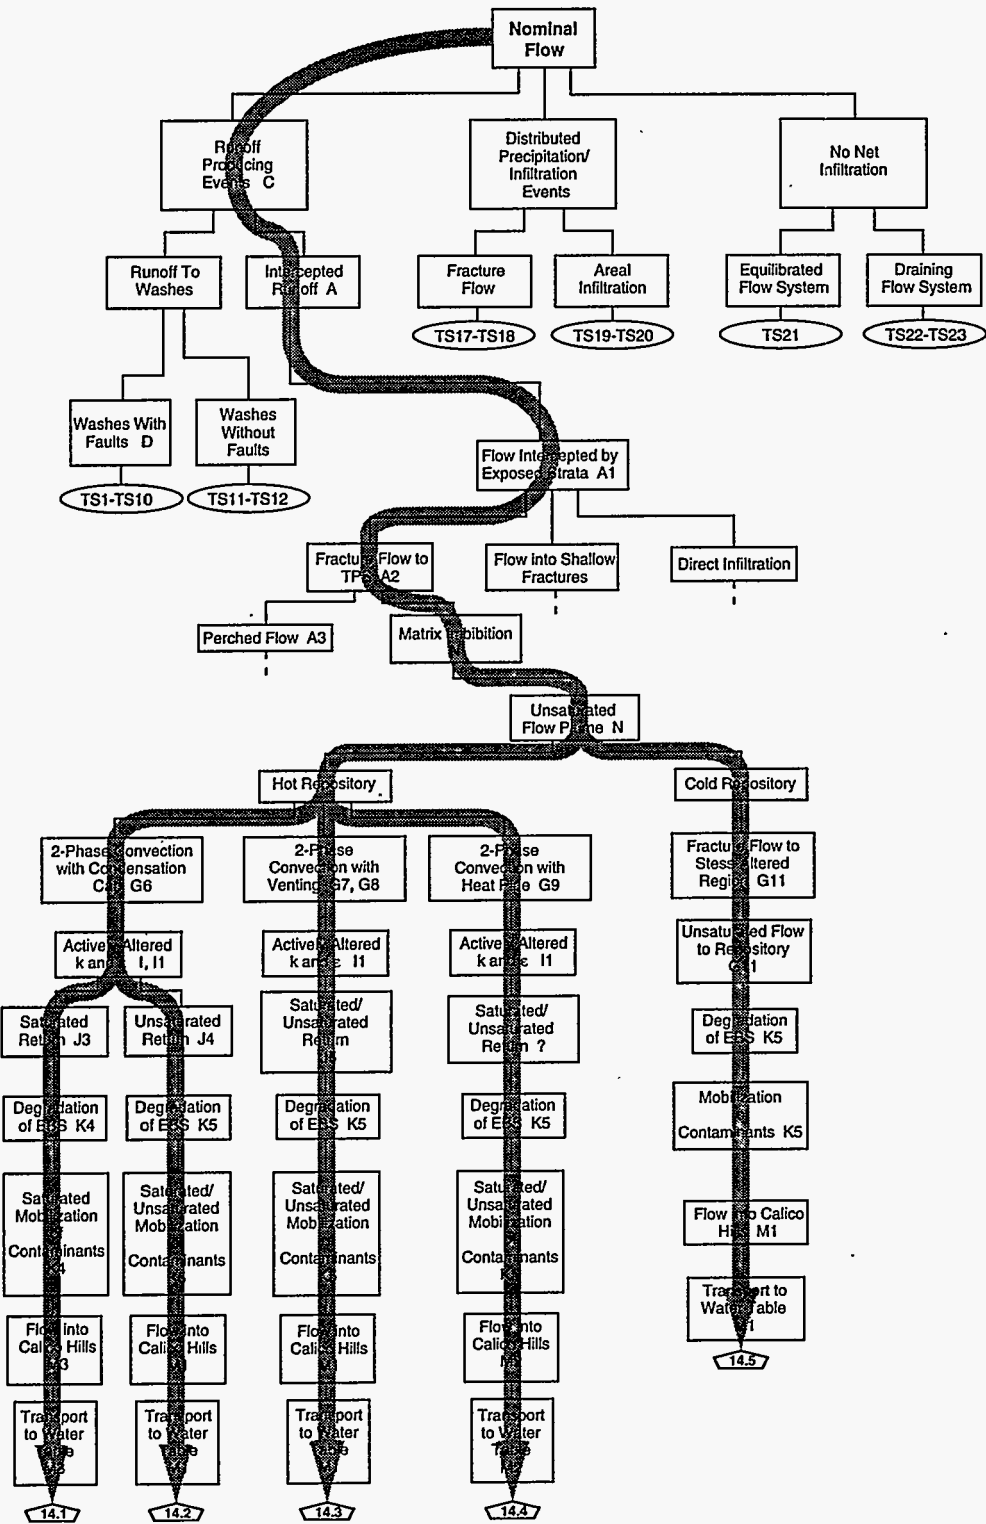 Nominal
Flow
Runoff
Producing
Events C
Distributed
Precipitation/
Infiltration
Events
No Net
Infiltration
Runoff To
Washes
Intercepted
Runoff A
Fracture
Flow
Areal
Infiltration
Equilibrated
Flow System
Draining
Flow System
TS17-TS18
TS19-TS20
TS21
TS22-TS23
Washes With
Faults D
Washes
Without
Faults
TS1-TS10
TS11-TS12
Flow Intercepted by
Exposed Strata A1
Fracture Flow to
A2
Flow into Shallow
Fractures
Direct Infiltration
Perched Flow A3
Matrix Imbibition
Unsaturated
Flow Plume N
Hot Repository
Cold Repository
2-Phase Convection
with Condensation
Cap G6
2-Phase
Convection with
Venting G7, G8
2-Phase
Convection with
Heat Pipe G9
Fracture Flow to
Stess Altered
Region G11
Actively Altered
k and I, I1
Actively Altered
k and ε I1
Actively Altered
k and ε I1
Unsaturated Flow
to Repository
Saturated
Return J3
Unsaturated
Return J4
Saturated/
Unsaturated
Return
Saturated/
Unsaturated
Return ?
Degradation
of EBS K5
Degradation
of EBS K4
Degradation
of EBS K5
Degradation
of EBS K5
Degradation
of EBS K5
Mobilization
Contaminants K5
Saturated
Mobilization
Contaminants
K4
Saturated/
Unsaturated
Mobilization
Contaminants
Saturated/
Unsaturated
Mobilization
Contaminants
Saturated/
Unsaturated
Mobilization
Contaminants
Flow into Calico
Hills M1
Transport to
Water Table
14.5
Flow into
Calico Hills
M3
Flow into
Calico Hills
Flow into
Calico Hills
Flow into
Calico Hills
Transport
to Water
Table
Transport
to Water
Table
Transport
to Water
Table
Transport
to Water
Table
14.1
14.2
14.3
14.4